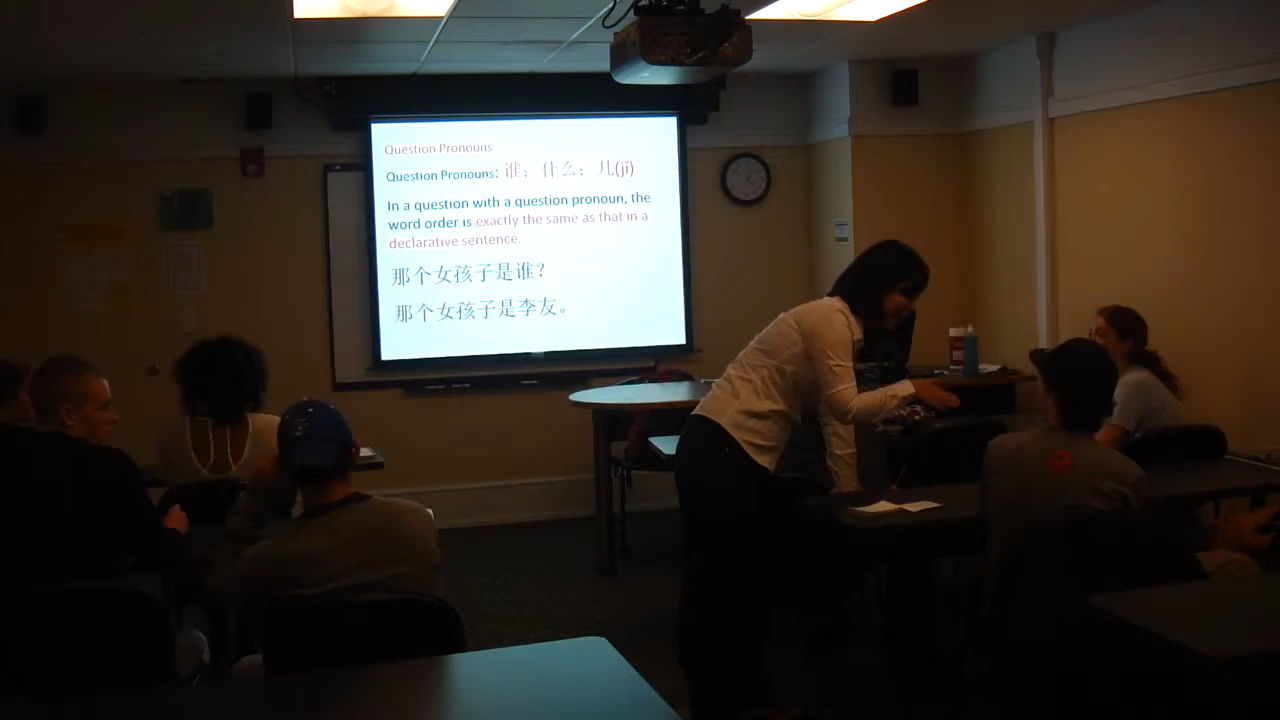 Question Pronouns
Question Pronouns: 谁; 什么; 几(jǐ)
In a question with a question pronoun, the
word order is exactly the same as that in a
declarative sentence.
那个女孩子是谁?
那个女孩子是李友。